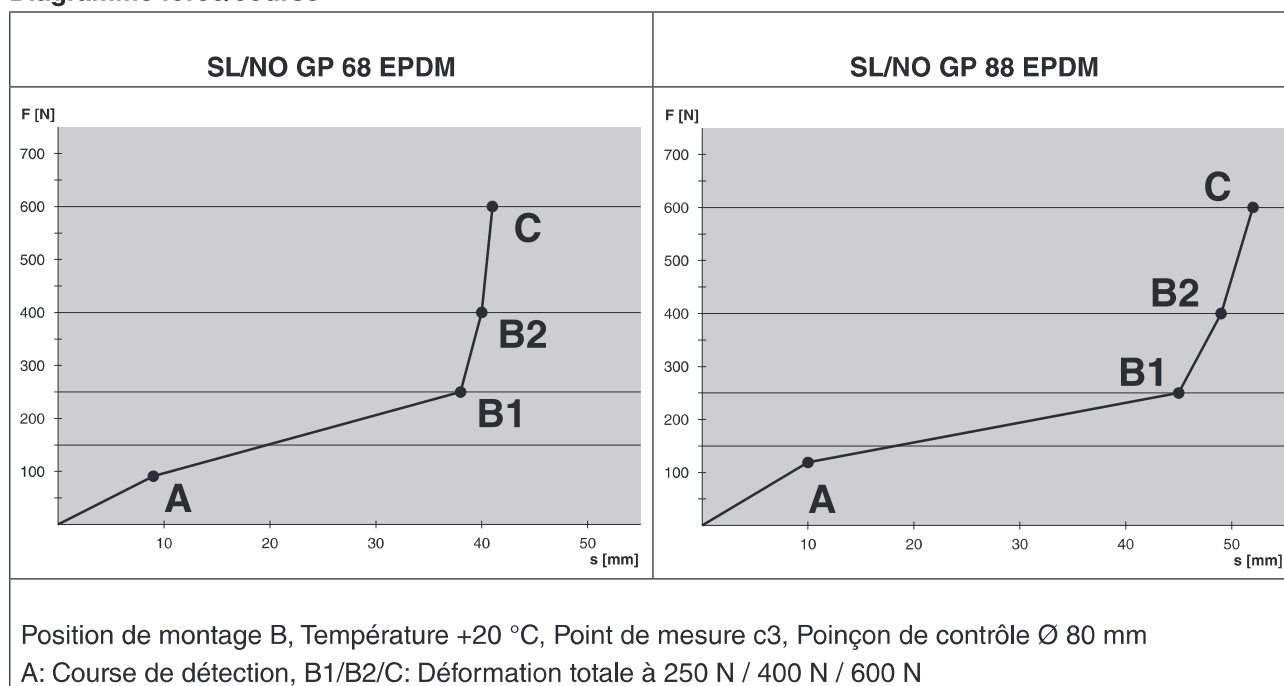 SL/NO GP 68 EPDM
SL/NO GP 88 EPDM
F [N]
700
600
500
400
300
200
100
10 20 30 40 50
s [mm]
A
B1
B2
C
F [N]
700
600
500
400
300
200
100
10 20 30 40 50
s [mm]
A
B1
B2
C
Position de montage B, Température +20 °C, Point de mesure c3, Poinçon de contrôle Ø 80 mm
A: Course de détection, B1/B2/C: Déformation totale à 250 N / 400 N / 600 N